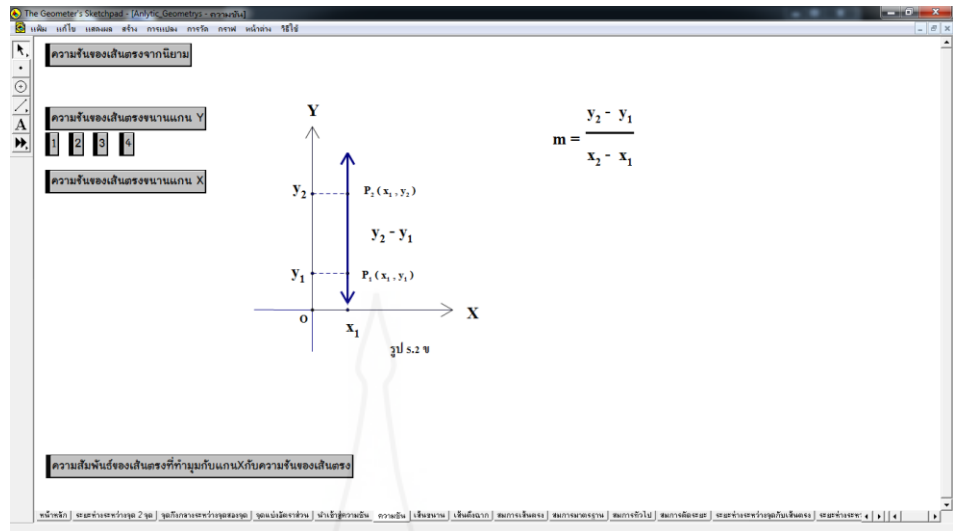 The Geometer's Sketchpad - [Anlytic_Geometrys - ความชัน]
แฟ้ม แก้ไข แสดงผล สร้าง การแปลง การวัด กราฟ หน้าต่าง วิธีใช้
ความชันของเส้นตรงจากนิยาม
ความชันของเส้นตรงขนานแกน Y
1 2 3 4
ความชันของเส้นตรงขนานแกน X
Y
y₂ P₂ ( x₁ , y₂ )
y₂ - y₁
y₁ P₁ ( x₁ , y₁ )
O X
x₁
รูป s.2 ข
y₂ - y₁
m =
x₂ - x₁
ความสัมพันธ์ของเส้นตรงที่ทำมุมกับแกนXกับความชันของเส้นตรง
หน้าหลัก ระยะห่างระหว่างจุด 2 จุด จุดกึ่งกลางระหว่างจุดสองจุด จุดแบ่งอัตราส่วน นำเข้าสู่ความชัน ความชัน เส้นขนาน เส้นตั้งฉาก สมการเส้นตรง สมการมาตรฐาน สมการทั่วไป สมการตัดระยะ ระยะห่างระหว่างจุดกับเส้นตรง